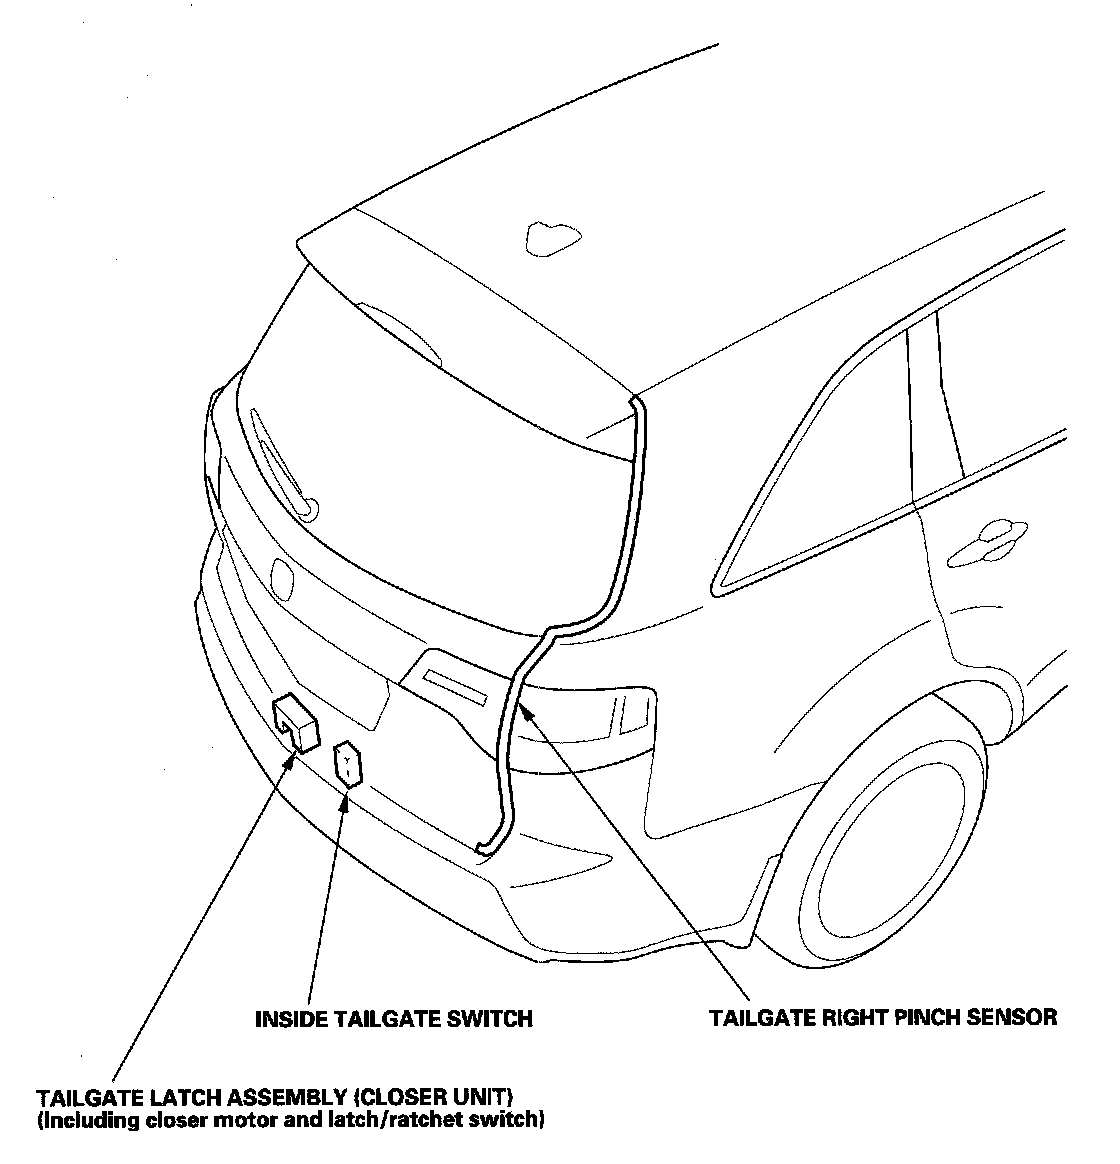 INSIDE TAILGATE SWITCH
TAILGATE RIGHT PINCH SENSOR
TAILGATE LATCH ASSEMBLY (CLOSER UNIT)
(Including closer motor and latch/ratchet switch)